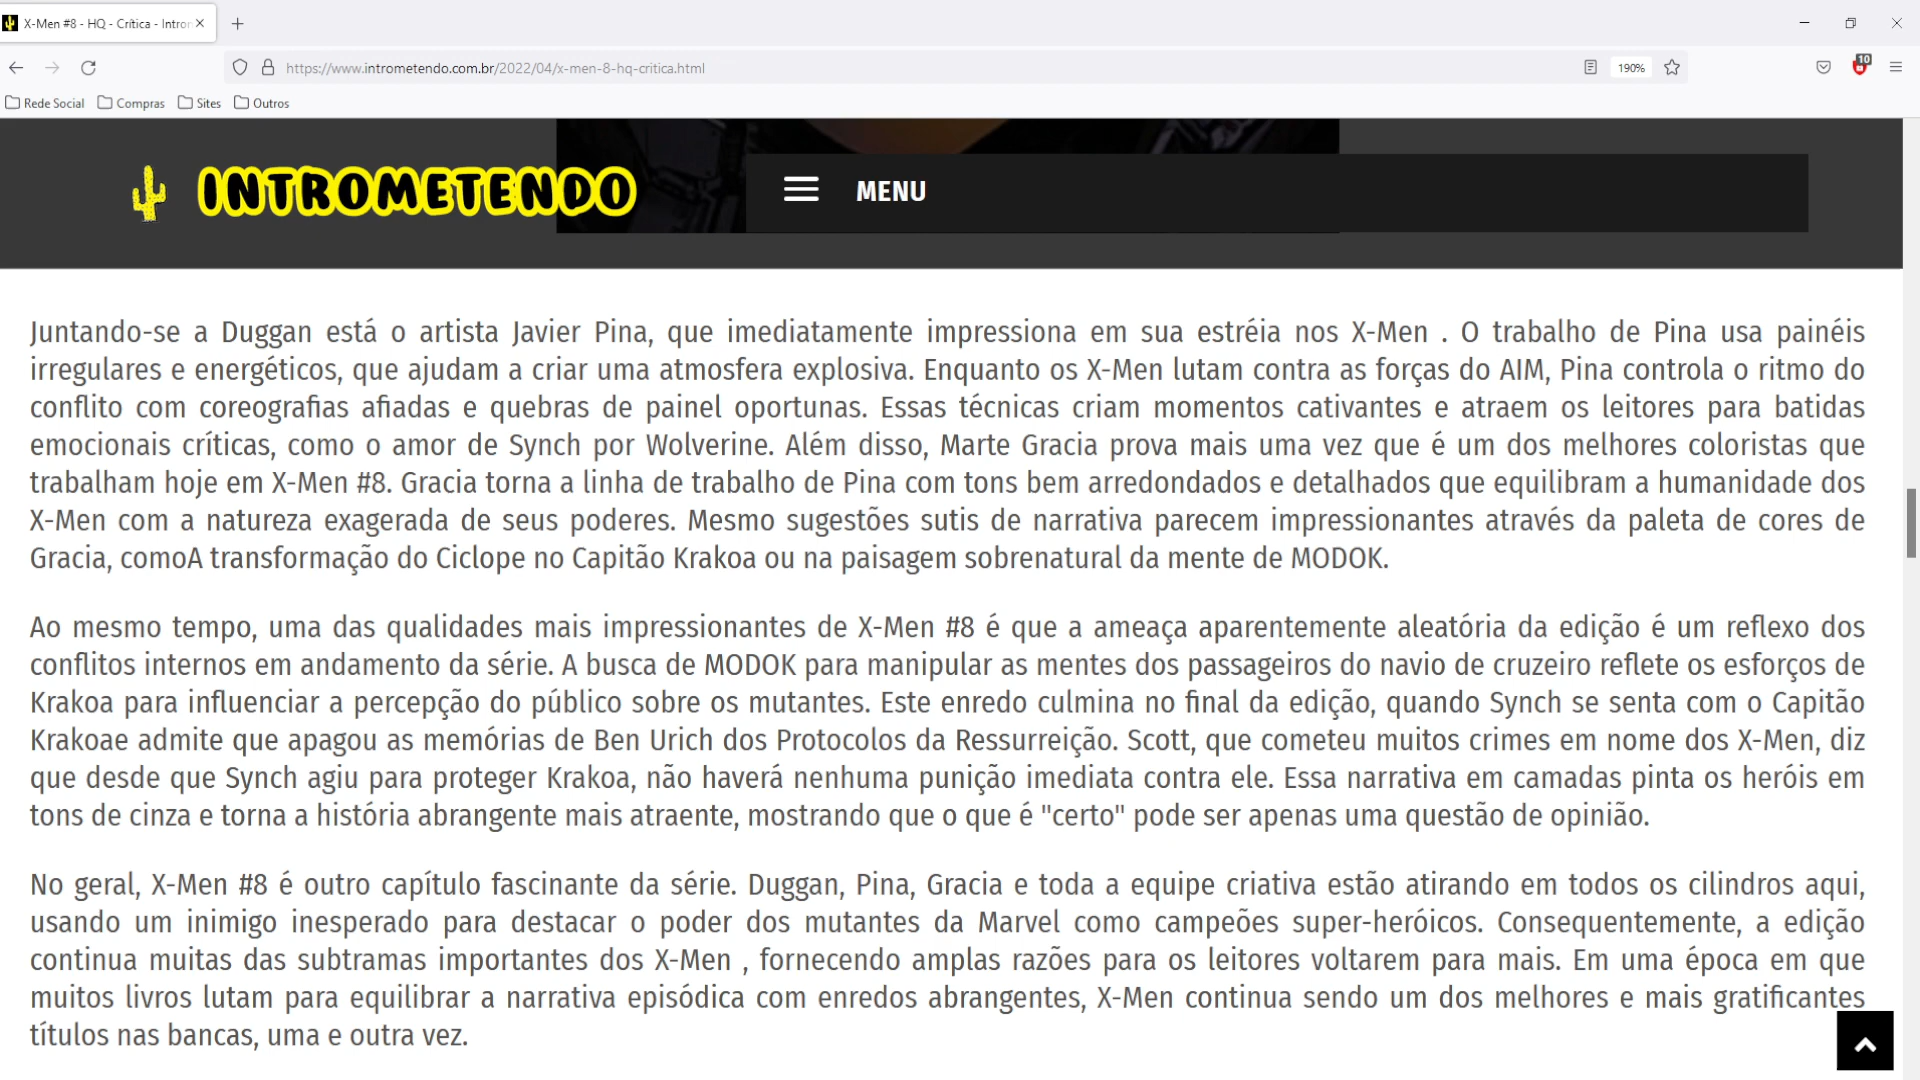 X-Men #8 - HQ - Crítica - Intror
https://www.intrometendo.com.br/2022/04/x-men-8-hq-critica.html
190%
10
Rede Social Compras Sites Outros
INTROMETENDO
MENU
Juntando-se a Duggan está o artista Javier Pina, que imediatamente impressiona em sua estréia nos X-Men . O trabalho de Pina usa painéis
irregulares e energéticos, que ajudam a criar uma atmosfera explosiva. Enquanto os X-Men lutam contra as forças do AIM, Pina controla o ritmo do
conflito com coreografias afiadas e quebras de painel oportunas. Essas técnicas criam momentos cativantes e atraem os leitores para batidas
emocionais críticas, como o amor de Synch por Wolverine. Além disso, Marte Gracia prova mais uma vez que é um dos melhores coloristas que
trabalham hoje em X-Men #8. Gracia torna a linha de trabalho de Pina com tons bem arredondados e detalhados que equilibram a humanidade dos
X-Men com a natureza exagerada de seus poderes. Mesmo sugestões sutis de narrativa parecem impressionantes através da paleta de cores de
Gracia, comoA transformação do Ciclope no Capitão Krakoa ou na paisagem sobrenatural da mente de MODOK.
Ao mesmo tempo, uma das qualidades mais impressionantes de X-Men #8 é que a ameaça aparentemente aleatória da edição é um reflexo dos
conflitos internos em andamento da série. A busca de MODOK para manipular as mentes dos passageiros do navio de cruzeiro reflete os esforços de
Krakoa para influenciar a percepção do público sobre os mutantes. Este enredo culmina no final da edição, quando Synch se senta com o Capitão
Krakoae admite que apagou as memórias de Ben Urich dos Protocolos da Ressurreição. Scott, que cometeu muitos crimes em nome dos X-Men, diz
que desde que Synch agiu para proteger Krakoa, não haverá nenhuma punição imediata contra ele. Essa narrativa em camadas pinta os heróis em
tons de cinza e torna a história abrangente mais atraente, mostrando que o que é "certo" pode ser apenas uma questão de opinião.
No geral, X-Men #8 é outro capítulo fascinante da série. Duggan, Pina, Gracia e toda a equipe criativa estão atirando em todos os cilindros aqui,
usando um inimigo inesperado para destacar o poder dos mutantes da Marvel como campeões super-heróicos. Consequentemente, a edição
continua muitas das subtramas importantes dos X-Men , fornecendo amplas razões para os leitores voltarem para mais. Em uma época em que
muitos livros lutam para equilibrar a narrativa episódica com enredos abrangentes, X-Men continua sendo um dos melhores e mais gratificantes
títulos nas bancas, uma e outra vez.